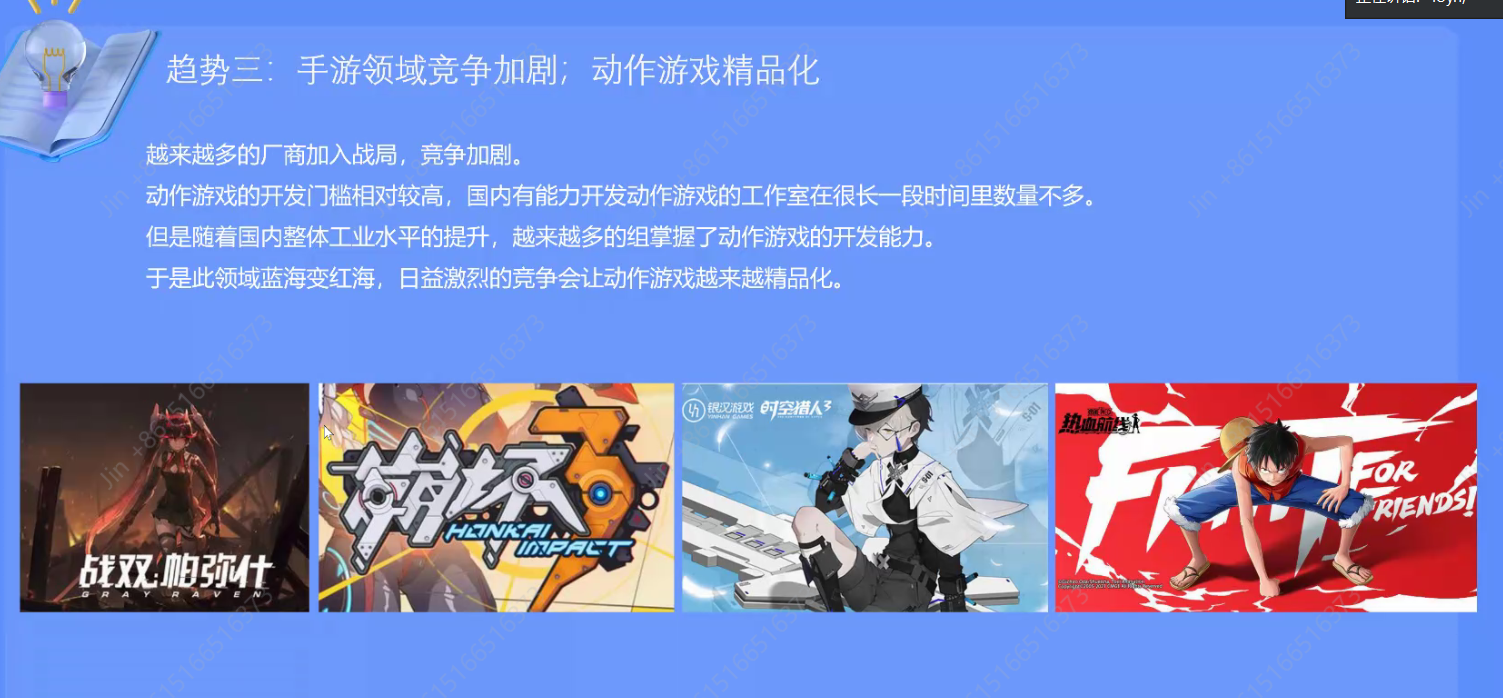 趋势三：手游领域竞争加剧；动作游戏精品化
越来越多的厂商加入战局，竞争加剧。
动作游戏的开发门槛相对较高，国内有能力开发动作游戏的工作室在很长一段时间里数量不多。
但是随着国内整体工业水平的提升，越来越多的组掌握了动作游戏的开发能力。
于是此领域蓝海变红海，日益激烈的竞争会让动作游戏越来越精品化。
战双帕弥什
GRAY RAVEN
崩坏3
HONKAI
IMPACT
银汉游戏
YINHAN GAMES
时空猎人3
S-01
热血航线
FIGHT
FOR
FRIENDS!
Jin +8615166516373